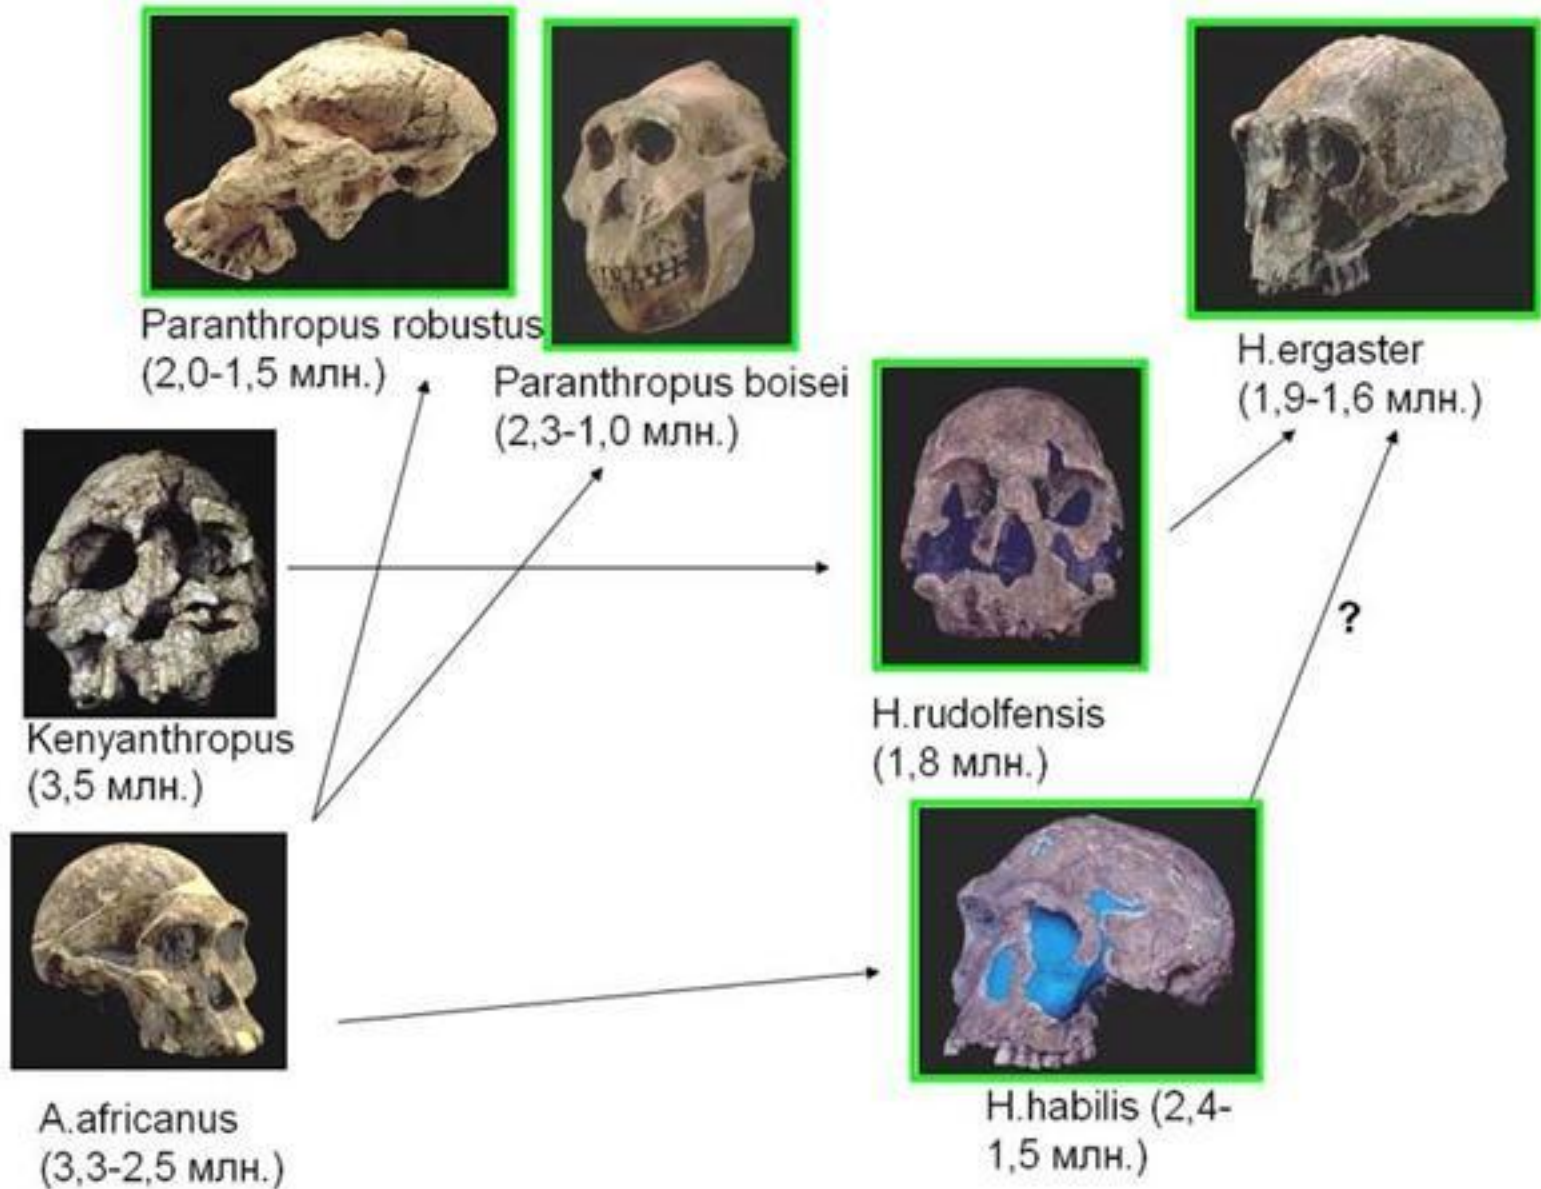 Paranthropus robustus
(2,0-1,5 млн.)
Paranthropus boisei
(2,3-1,0 млн.)
H.ergaster
(1,9-1,6 млн.)
Kenyanthropus
(3,5 млн.)
H.rudolfensis
(1,8 млн.)
?
A.africanus
(3,3-2,5 млн.)
H.habilis (2,4-
1,5 млн.)